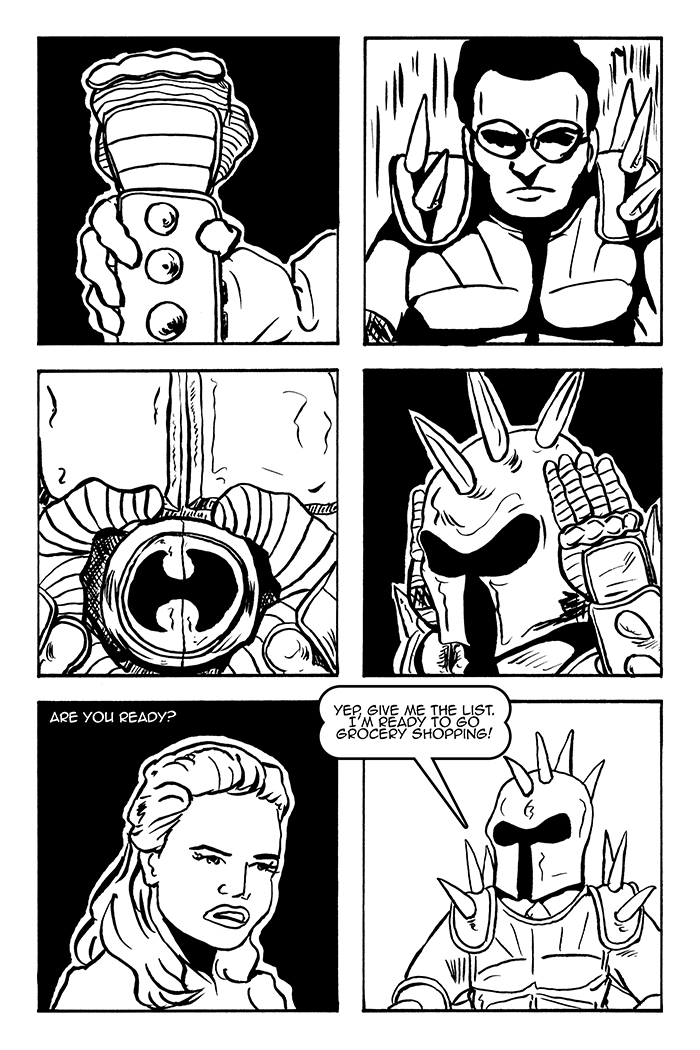 ARE YOU READY?
YEP, GIVE ME THE LIST.
I'M READY TO GO
GROCERY SHOPPING!